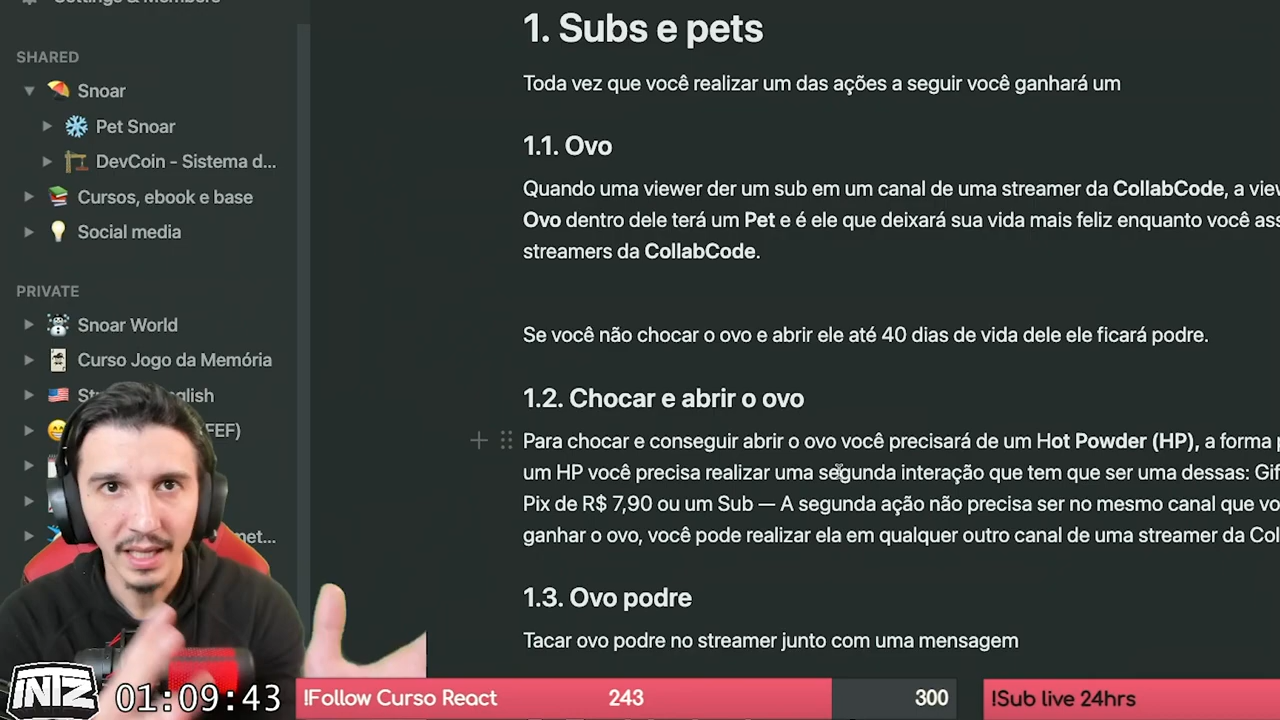 Settings & Members
SHARED
Snoar
Pet Snoar
DevCoin - Sistema d...
Cursos, ebook e base
Social media
PRIVATE
Snoar World
Curso Jogo da Memória
glish
EF)
met...
1. Subs e pets
Toda vez que você realizar um das ações a seguir você ganhará um
1.1. Ovo
Quando uma viewer der um sub em um canal de uma streamer da CollabCode, a view
Ovo dentro dele terá um Pet e é ele que deixará sua vida mais feliz enquanto você ass
streamers da CollabCode.
Se você não chocar o ovo e abrir ele até 40 dias de vida dele ele ficará podre.
1.2. Chocar e abrir o ovo
Para chocar e conseguir abrir o ovo você precisará de um Hot Powder (HP), a forma p
um HP você precisa realizar uma segunda interação que tem que ser uma dessas: Gif
Pix de R$ 7,90 ou um Sub — A segunda ação não precisa ser no mesmo canal que vo
ganhar o ovo, você pode realizar ela em qualquer outro canal de uma streamer da Col
1.3. Ovo podre
Tacar ovo podre no streamer junto com uma mensagem
INTZ
01:09:43
!Follow Curso React
243
300
!Sub live 24hrs